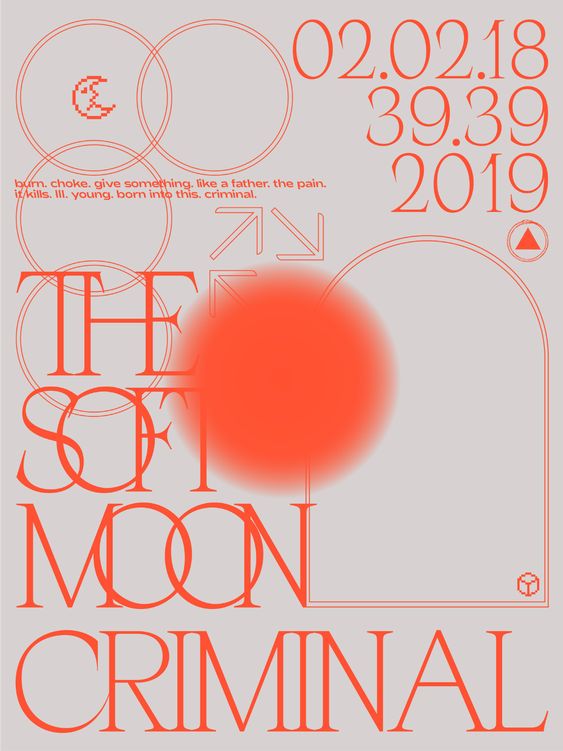 02.02.18
39.39
2019
burn. choke. give something. like a father. the pain.
it kills. Ill. young. born into this. criminal.
THE
SOFT
MOON
CRIMINAL